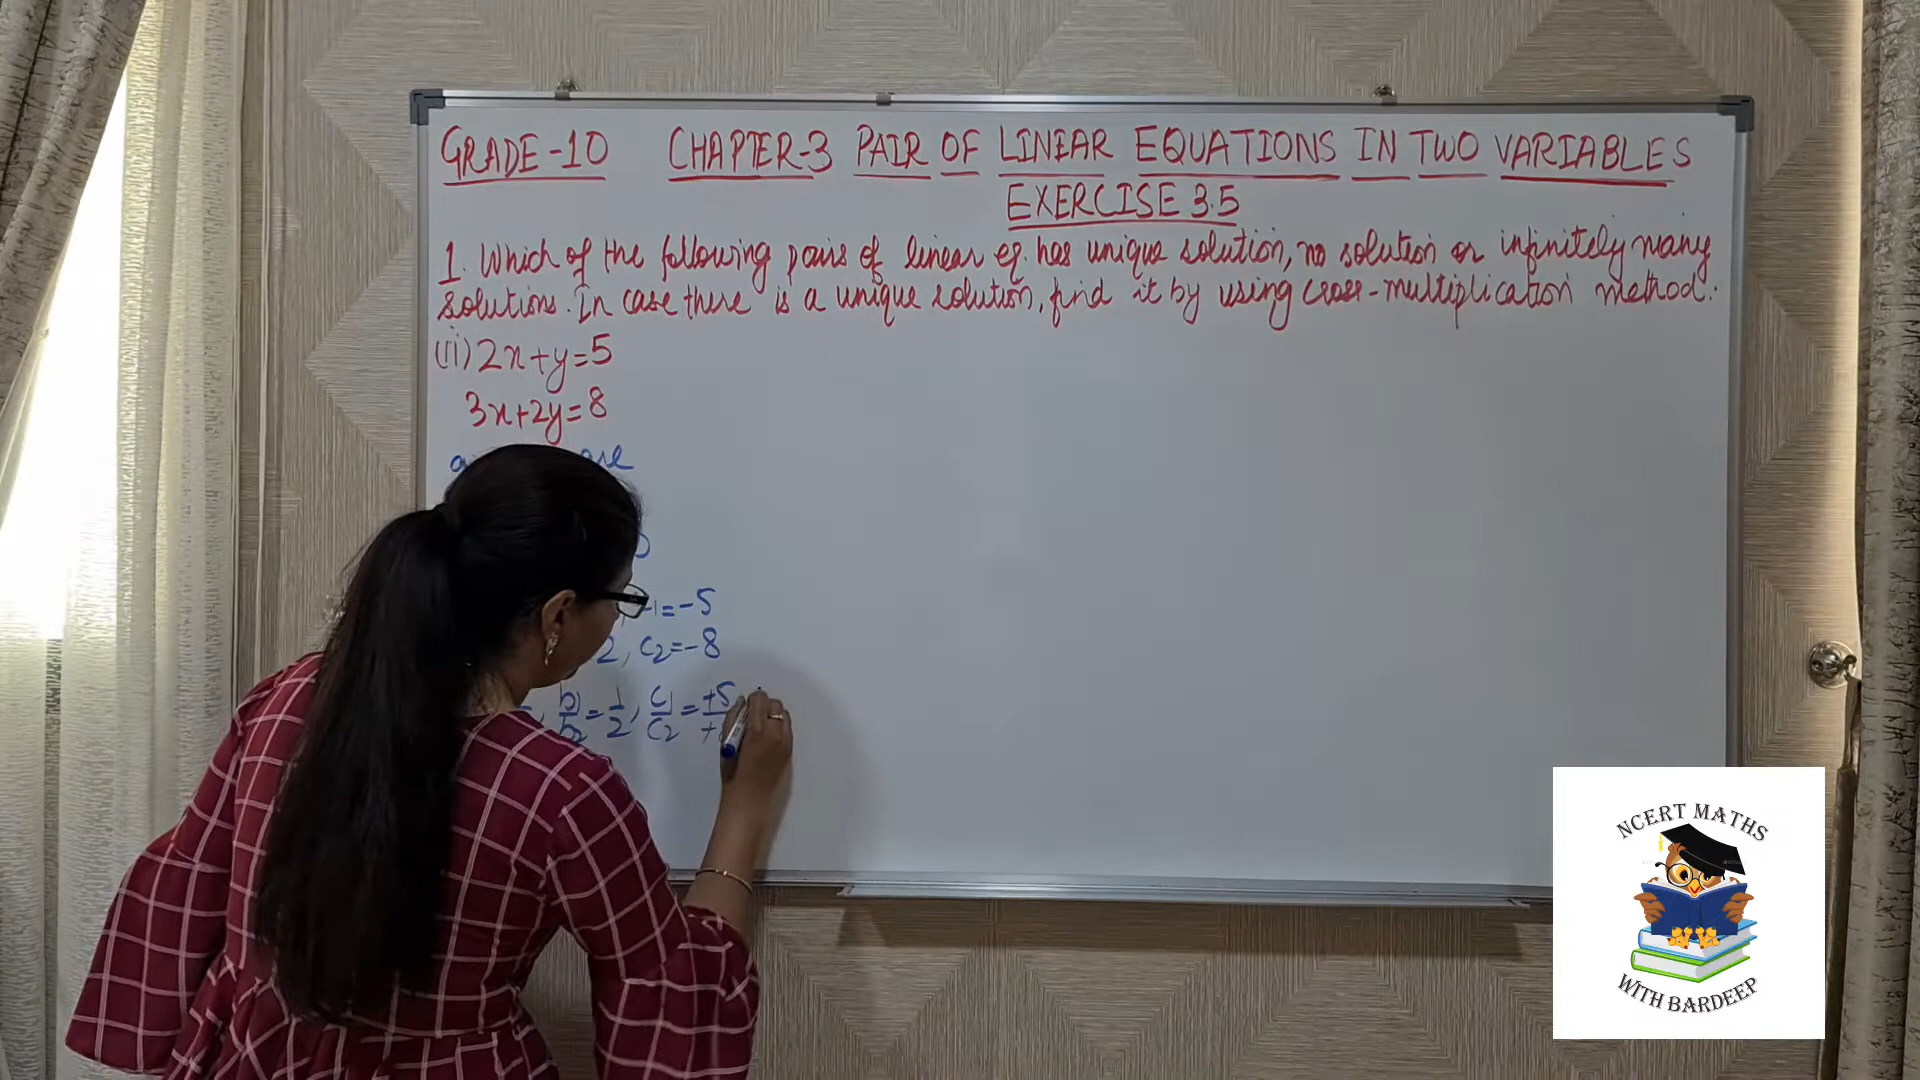 GRADE-10 CHAPTER-3 PAIR OF LINEAR EQUATIONS IN TWO VARIABLES
EXERCISE 3.5
1. Which of the following pairs of linear eq. has unique solution, no solution or infinitely many
solutions. In case there is a unique solution, find it by using cross-multiplication method.
(ii) 2x+y=5
3x+2y=8
are
=-5
2, C2=-8
b1/b2=1/2, C1/C2=+5/+
NCERT MATHS
WITH BARDEEP